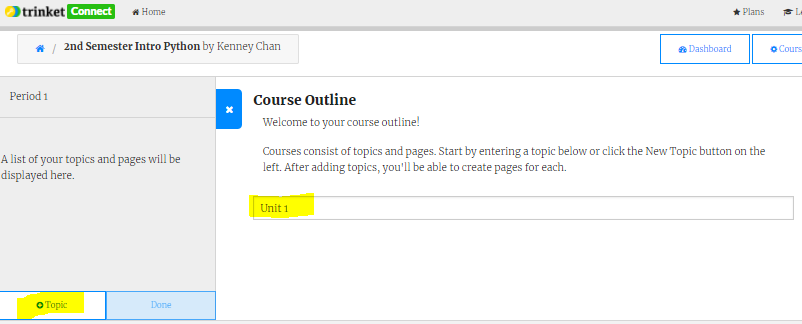 trinket Connect Home Plans
/ 2nd Semester Intro Python by Kenney Chan Dashboard
Period 1
Course Outline
Welcome to your course outline!
A list of your topics and pages will be
displayed here.
Courses consist of topics and pages. Start by entering a topic below or click the New Topic button on the
left. After adding topics, you'll be able to create pages for each.
Unit 1
Topic Done